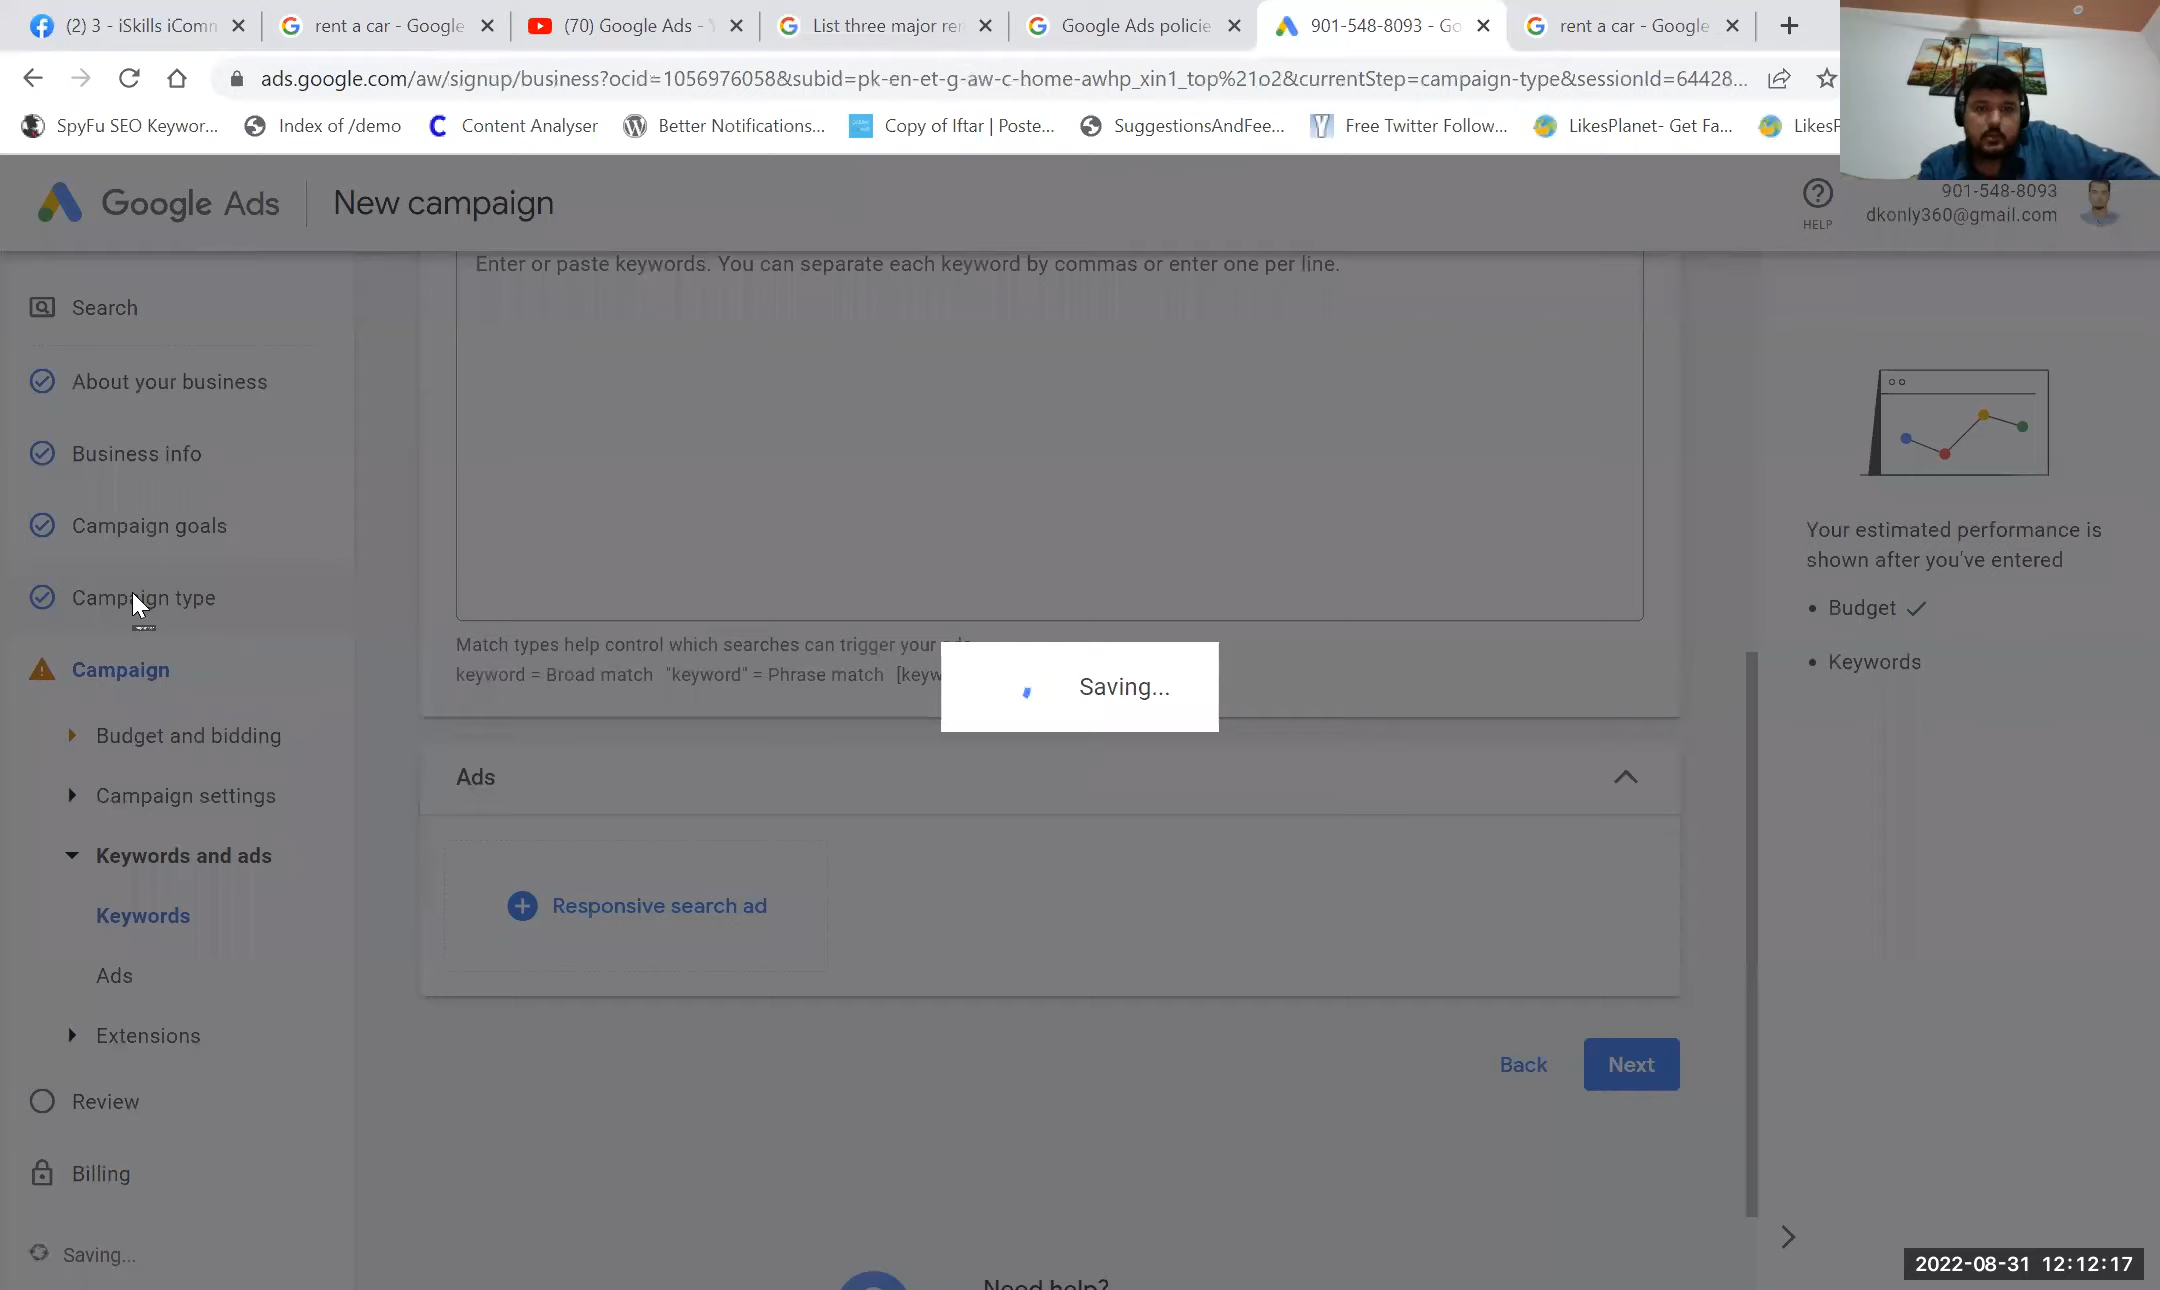 (2) 3 - iSkills iComm
rent a car - Google
(70) Google Ads -
List three major re
Google Ads policie
901-548-8093 - Go
rent a car - Google
ads.google.com/aw/signup/business?ocid=1056976058&subid=pk-en-et-g-aw-c-home-awhp_xin1_top%21o2&currentStep=campaign-type&sessionId=64428...
SpyFu SEO Keywor...
Index of /demo
Content Analyser
Better Notifications...
Copy of Iftar | Poste...
SuggestionsAndFee...
Free Twitter Follow...
LikesPlanet- Get Fa...
LikesP
Google Ads
New campaign
HELP
901-548-8093
dkonly360@gmail.com
Search
About your business
Business info
Campaign goals
Campaign type
Campaign
Budget and bidding
Campaign settings
Keywords and ads
Keywords
Ads
Extensions
Review
Billing
Saving...
Enter or paste keywords. You can separate each keyword by commas or enter one per line.
Match types help control which searches can trigger your
keyword = Broad match "keyword" = Phrase match [keyw
Saving...
Ads
Responsive search ad
Back
Next
Need help?
Your estimated performance is
shown after you've entered
• Budget
• Keywords
2022-08-31 12:12:17